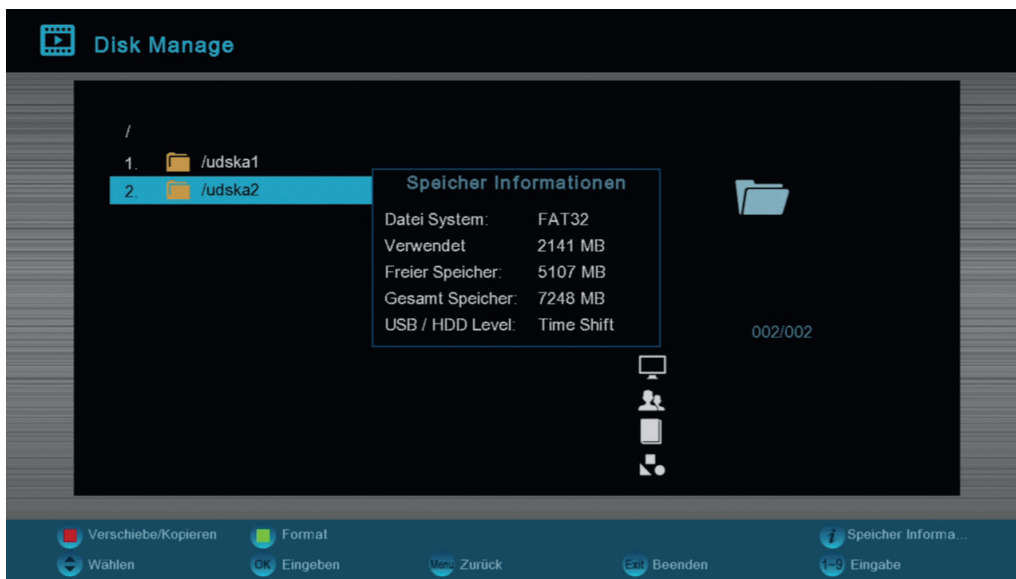 Disk Manage
/
1. /udska1
2. /udska2
Speicher Informationen
Datei System: FAT32
Verwendet 2141 MB
Freier Speicher: 5107 MB
Gesamt Speicher: 7248 MB
USB / HDD Level: Time Shift
002/002
Verschiebe/Kopieren Format i Speicher Informa...
Wählen OK Eingeben Menu Zurück Exit Beenden 1~9 Eingabe